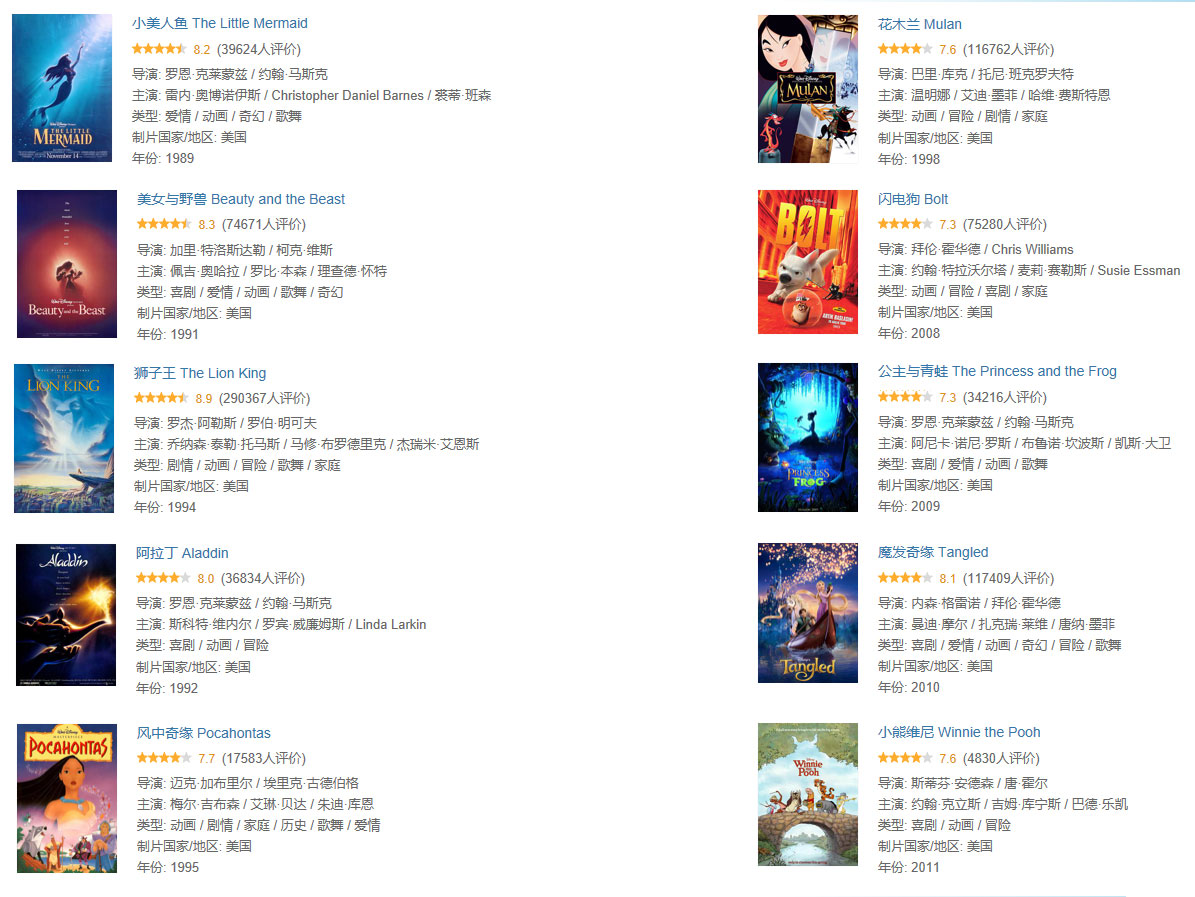 小美人鱼 The Little Mermaid
8.2 (39624人评价)
导演: 罗恩·克莱蒙兹 / 约翰·马斯克
主演: 雷内·奥博诺伊斯 / Christopher Daniel Barnes / 裘蒂·班森
类型: 爱情 / 动画 / 奇幻 / 歌舞
制片国家/地区: 美国
年份: 1989
THE LITTLE
MERMAID
November 14
美女与野兽 Beauty and the Beast
8.3 (74671人评价)
导演: 加里·特洛斯达勒 / 柯克·维斯
主演: 佩吉·奥哈拉 / 罗比·本森 / 理查德·怀特
类型: 喜剧 / 爱情 / 动画 / 歌舞 / 奇幻
制片国家/地区: 美国
年份: 1991
Beauty and the Beast
狮子王 The Lion King
8.9 (290367人评价)
导演: 罗杰·阿勒斯 / 罗伯·明可夫
主演: 乔纳森·泰勒·托马斯 / 马修·布罗德里克 / 杰瑞米·艾恩斯
类型: 剧情 / 动画 / 冒险 / 歌舞 / 家庭
制片国家/地区: 美国
年份: 1994
THE
LION KING
阿拉丁 Aladdin
8.0 (36834人评价)
导演: 罗恩·克莱蒙兹 / 约翰·马斯克
主演: 斯科特·维内尔 / 罗宾·威廉姆斯 / Linda Larkin
类型: 喜剧 / 动画 / 冒险
制片国家/地区: 美国
年份: 1992
Aladdin
风中奇缘 Pocahontas
7.7 (17583人评价)
导演: 迈克·加布里尔 / 埃里克·古德伯格
主演: 梅尔·吉布森 / 艾琳·贝达 / 朱迪·库恩
类型: 动画 / 剧情 / 家庭 / 历史 / 歌舞 / 爱情
制片国家/地区: 美国
年份: 1995
POCAHONTAS
花木兰 Mulan
7.6 (116762人评价)
导演: 巴里·库克 / 托尼·班克罗夫特
主演: 温明娜 / 艾迪·墨菲 / 哈维·费斯特恩
类型: 动画 / 冒险 / 剧情 / 家庭
制片国家/地区: 美国
年份: 1998
MULAN
闪电狗 Bolt
7.3 (75280人评价)
导演: 拜伦·霍华德 / Chris Williams
主演: 约翰·特拉沃尔塔 / 麦莉·赛勒斯 / Susie Essman
类型: 动画 / 冒险 / 喜剧 / 家庭
制片国家/地区: 美国
年份: 2008
BOLT
公主与青蛙 The Princess and the Frog
7.3 (34216人评价)
导演: 罗恩·克莱蒙兹 / 约翰·马斯克
主演: 阿尼卡·诺尼·罗斯 / 布鲁诺·坎波斯 / 凯斯·大卫
类型: 喜剧 / 爱情 / 动画 / 歌舞
制片国家/地区: 美国
年份: 2009
PRINCESS
FROG
魔发奇缘 Tangled
8.1 (117409人评价)
导演: 内森·格雷诺 / 拜伦·霍华德
主演: 曼迪·摩尔 / 扎克瑞·莱维 / 唐纳·墨菲
类型: 喜剧 / 爱情 / 动画 / 奇幻 / 冒险 / 歌舞
制片国家/地区: 美国
年份: 2010
Tangled
小熊维尼 Winnie the Pooh
7.6 (4830人评价)
导演: 斯蒂芬·安德森 / 唐·霍尔
主演: 约翰·克立斯 / 吉姆·库宁斯 / 巴德·乐凯
类型: 喜剧 / 动画 / 冒险
制片国家/地区: 美国
年份: 2011
Winnie
the Pooh